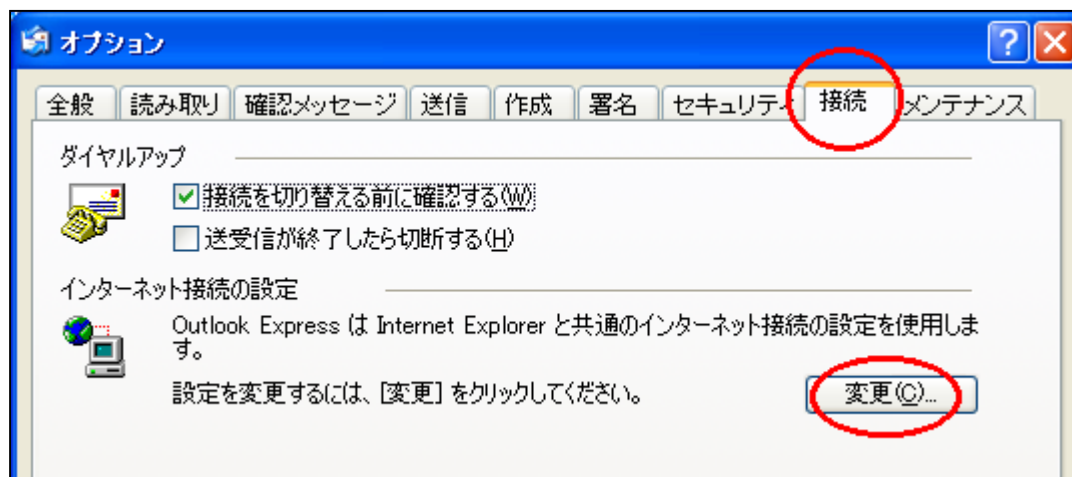 オプション
全般 読み取り 確認メッセージ 送信 作成 署名 セキュリティ 接続 メンテナンス
ダイヤルアップ
接続を切り替える前に確認する(W)
送受信が終了したら切断する(H)
インターネット接続の設定
Outlook Express は Internet Explorer と共通のインターネット接続の設定を使用しま
す。
設定を変更するには、[変更] をクリックしてください。 変更(C)...